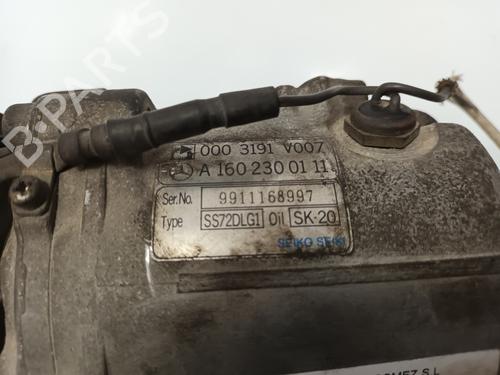 B-PARTS
000 3191 V007
A 160 230 01 11
Ser.No. 9911168997
Type SS72DLG1 Oil SK-20
SEIKO SEIKI